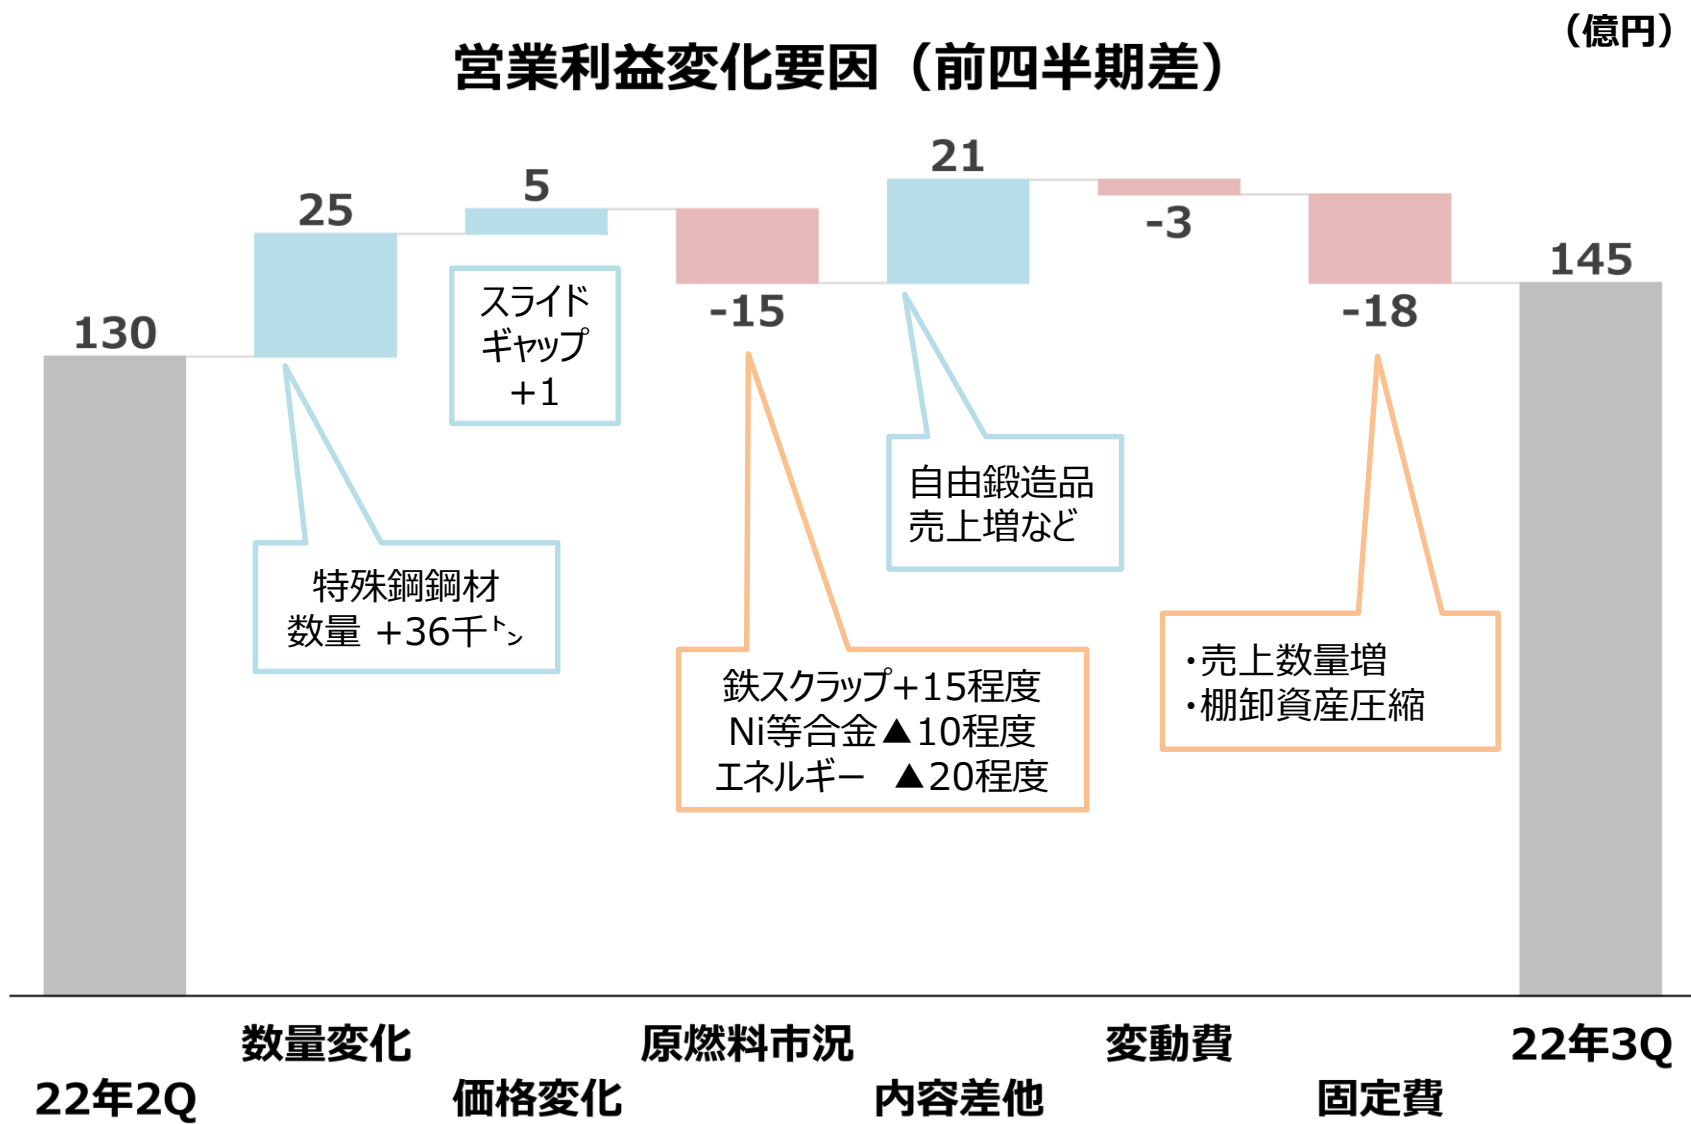 （億円）
営業利益変化要因（前四半期差）
130
25
5
-15
21
-3
-18
145
スライド
ギャップ
+1
特殊鋼鋼材
数量 +36千㌧
鉄スクラップ+15程度
Ni等合金▲10程度
エネルギー ▲20程度
自由鍛造品
売上増など
・売上数量増
・棚卸資産圧縮
22年2Q
数量変化
価格変化
原燃料市況
内容差他
変動費
固定費
22年3Q